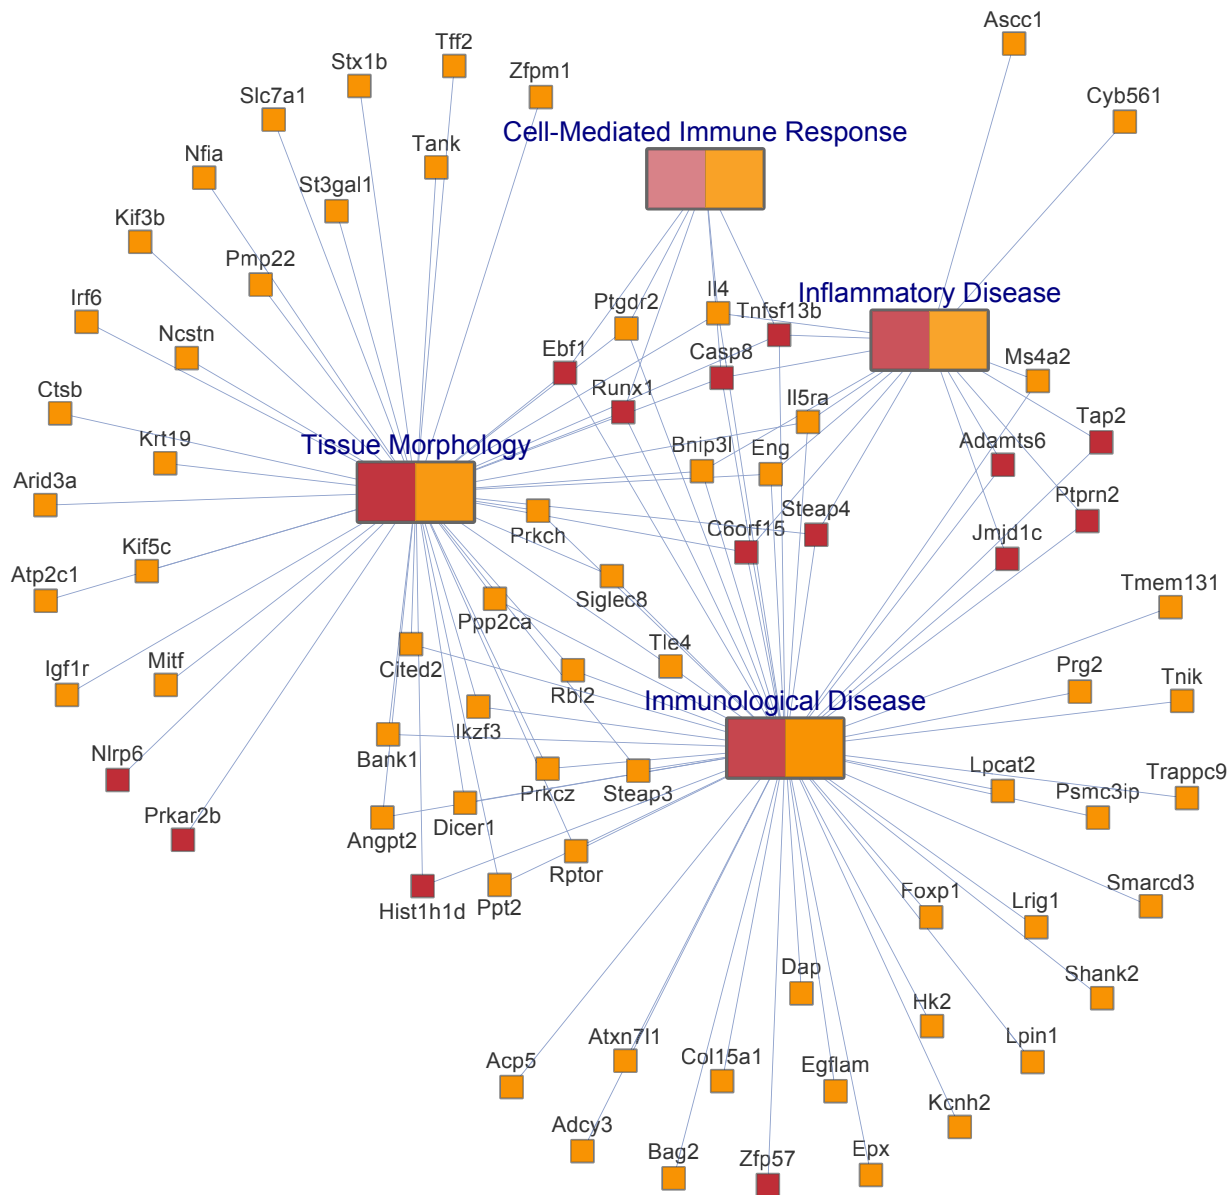 Ascc1
Tff2
Stx1b
Zfpm1
Slc7a1
Cyb561
Cell-Mediated Immune Response
Tank
Nfia
St3gal1
Kif3b
Pmp22
Il4
Inflammatory Disease
Irf6
Ptgdr2
Tnfsf13b
Ncstn
Ebf1
Casp8
Ms4a2
Ctsb
Runx1
Il5ra
Tap2
Krt19
Tissue Morphology
Bnip3l
Eng
Adamts6
Arid3a
Ptprn2
Prkch
C6orf15
Steap4
Jmjd1c
Kif5c
Atp2c1
Siglec8
Tmem131
Ppp2ca
Tle4
Igf1r
Mitf
Cited2
Rbl2
Prg2
Tnik
Immunological Disease
Ikzf3
Nlrp6
Bank1
Prkcz
Steap3
Lpcat2
Trappc9
Psmc3ip
Prkar2b
Angpt2
Dicer1
Rptor
Hist1h1d
Ppt2
Foxp1
Lrig1
Smarcd3
Dap
Shank2
Hk2
Atxn7l1
Acp5
Col15a1
Egflam
Lpin1
Kcnh2
Adcy3
Bag2
Zfp57
Epx